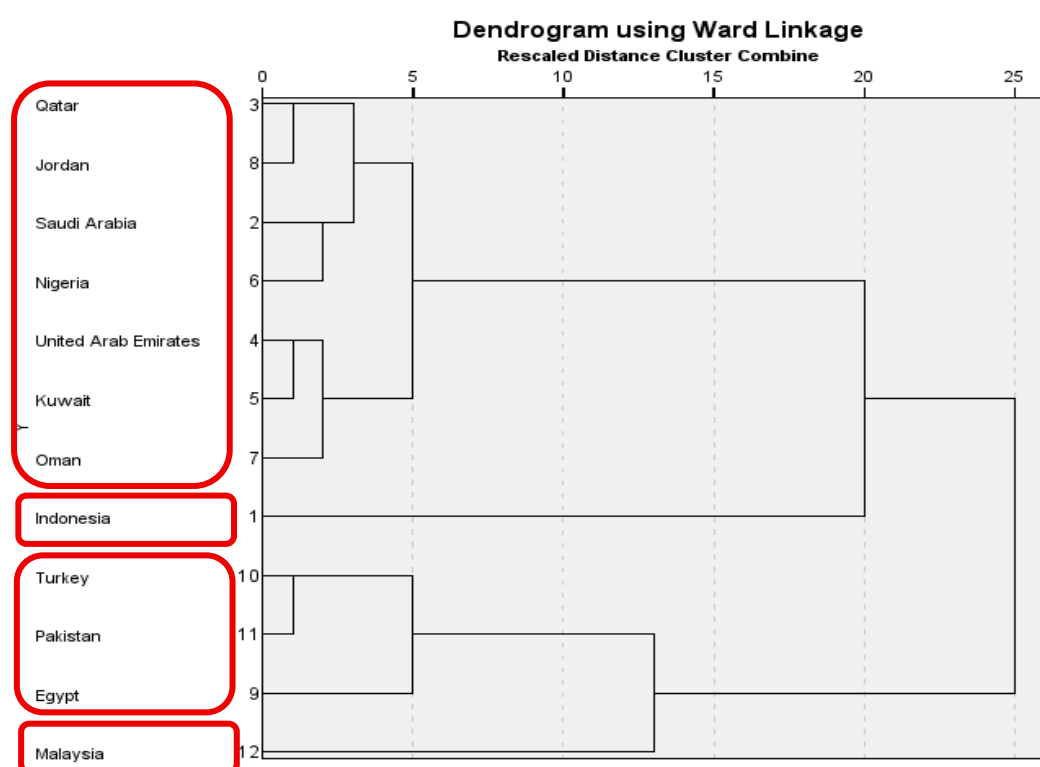 Dendrogram using Ward Linkage
Rescaled Distance Cluster Combine
0 5 10 15 20 25
Qatar 3
Jordan 8
Saudi Arabia 2
Nigeria 6
United Arab Emirates 4
Kuwait 5
Y
Oman 7
Indonesia 1
Turkey 10
Pakistan 11
Egypt 9
Malaysia 12